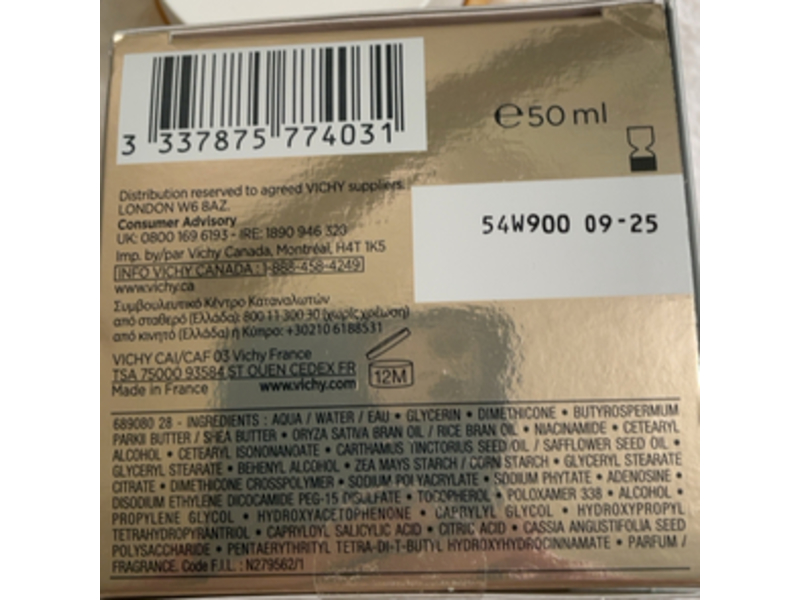 3 337875 774031
℮50 ml
54W900 09-25
Distribution reserved to agreed VICHY suppliers.
LONDON W6 8AZ.
Consumer Advisory
UK: 0800 169 6193 - IRE: 1890 946 323
Imp. by/par Vichy Canada, Montréal, H4T 1K5
INFO VICHY CANADA : 1-888-458-4249
www.vichy.ca
Συμβουλευτικό Κέντρο Καταναλωτών
από σταθερό (Ελλάδα): 800 11 300 30 (χωρίς χρέωση)
από κινητό (Ελλάδα) ή Κύπρο: +30210 6188531
VICHY CAI/CAF 03 Vichy France
TSA 75000 93584 ST OUEN CEDEX FR
Made in France www.vichy.com
12M
689080 28 - INGREDIENTS : AQUA / WATER / EAU • GLYCERIN • DIMETHICONE • BUTYROSPERMUM
PARKII BUTTER / SHEA BUTTER • ORYZA SATIVA BRAN OIL / RICE BRAN OIL • NIACINAMIDE • CETEARYL
ALCOHOL • CETEARYL ISONONANOATE • CARTHAMUS TINCTORIUS SEED OIL / SAFFLOWER SEED OIL •
GLYCERYL STEARATE • BEHENYL ALCOHOL • ZEA MAYS STARCH / CORN STARCH • GLYCERYL STEARATE
CITRATE • DIMETHICONE CROSSPOLYMER • SODIUM POLYACRYLATE • SODIUM PHYTATE • ADENOSINE •
DISODIUM ETHYLENE DICOCAMIDE PEG-15 DISULFATE • TOCOPHEROL • POLOXAMER 338 • ALCOHOL •
PROPYLENE GLYCOL • HYDROXYACETOPHENONE • CAPRYLYL GLYCOL • HYDROXYPROPYL
TETRAHYDROPYRANTRIOL • CAPRYLOYL SALICYLIC ACID • CITRIC ACID • CASSIA ANGUSTIFOLIA SEED
POLYSACCHARIDE • PENTAERYTHRITYL TETRA-DI-T-BUTYL HYDROXYHYDROCINNAMATE • PARFUM /
FRAGRANCE. Code F.I.L. : N279562/1